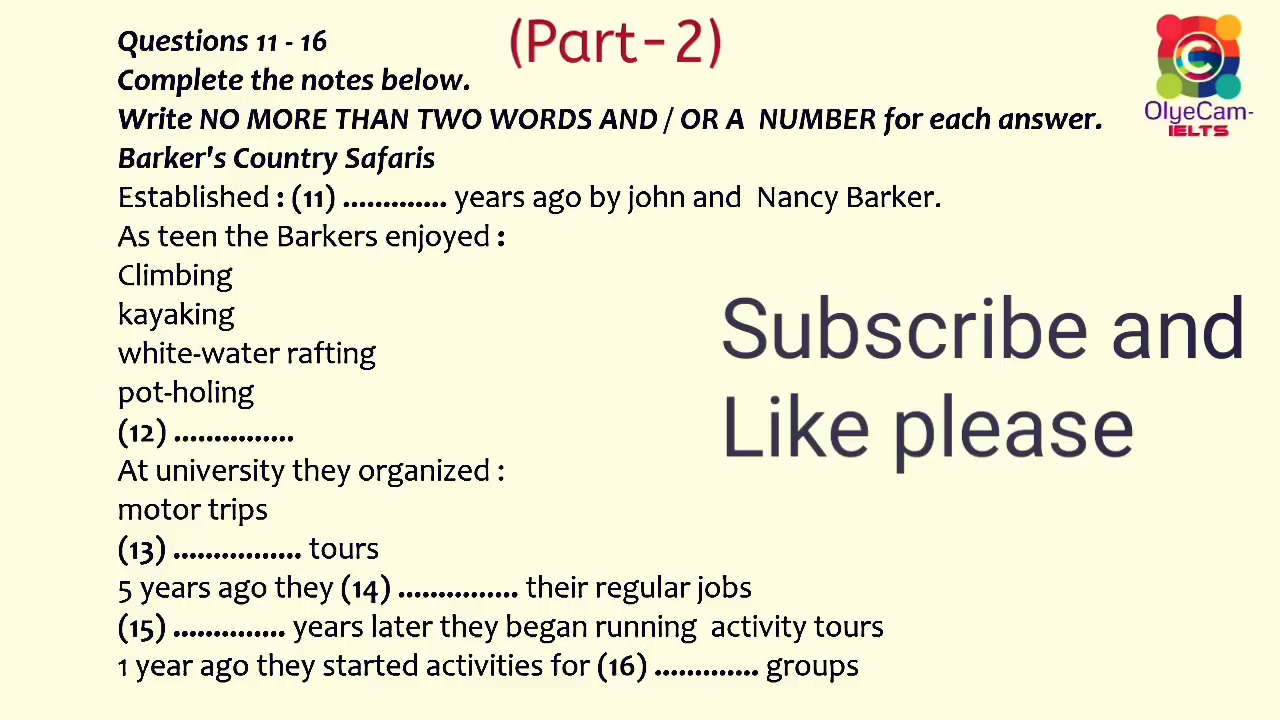 (Part-2)
Questions 11 - 16
Complete the notes below.
Write NO MORE THAN TWO WORDS AND / OR A NUMBER for each answer.
Barker's Country Safaris
Established : (11) ............. years ago by john and Nancy Barker.
As teen the Barkers enjoyed :
Climbing
kayaking
white-water rafting
pot-holing
(12) ...............
At university they organized :
motor trips
(13) ................ tours
5 years ago they (14) ............... their regular jobs
(15) .............. years later they began running activity tours
1 year ago they started activities for (16) ............. groups
Subscribe and
Like please
C
OlyeCam-
IELTS